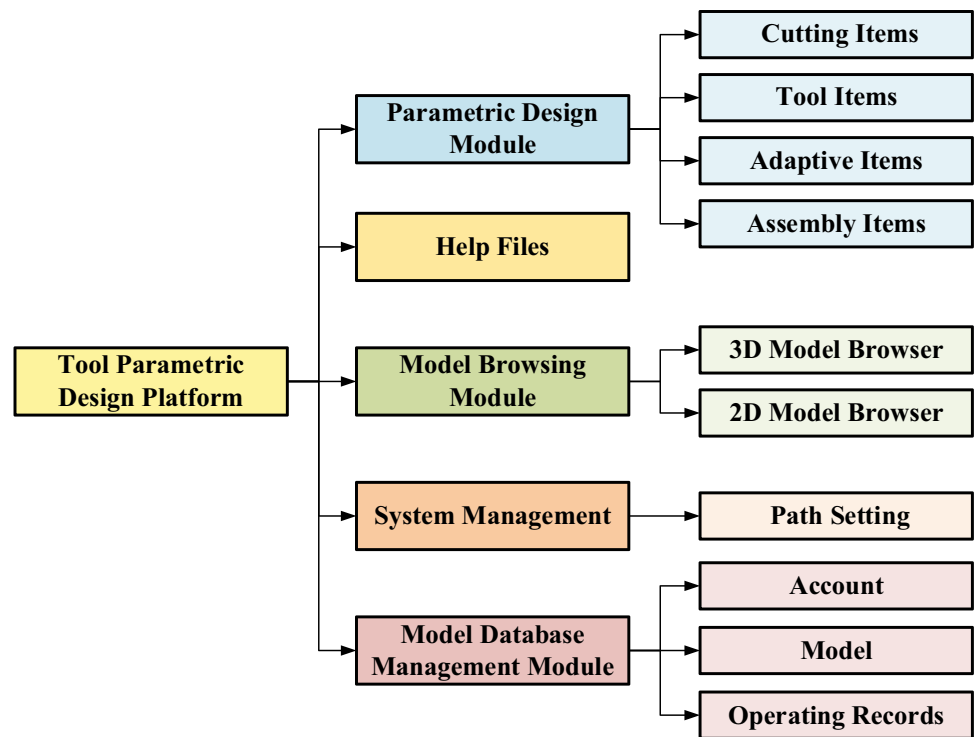 Tool Parametric
Design Platform
Parametric Design
Module
Cutting Items
Tool Items
Adaptive Items
Assembly Items
Help Files
Model Browsing
Module
3D Model Browser
2D Model Browser
System Management
Path Setting
Model Database
Management Module
Account
Model
Operating Records